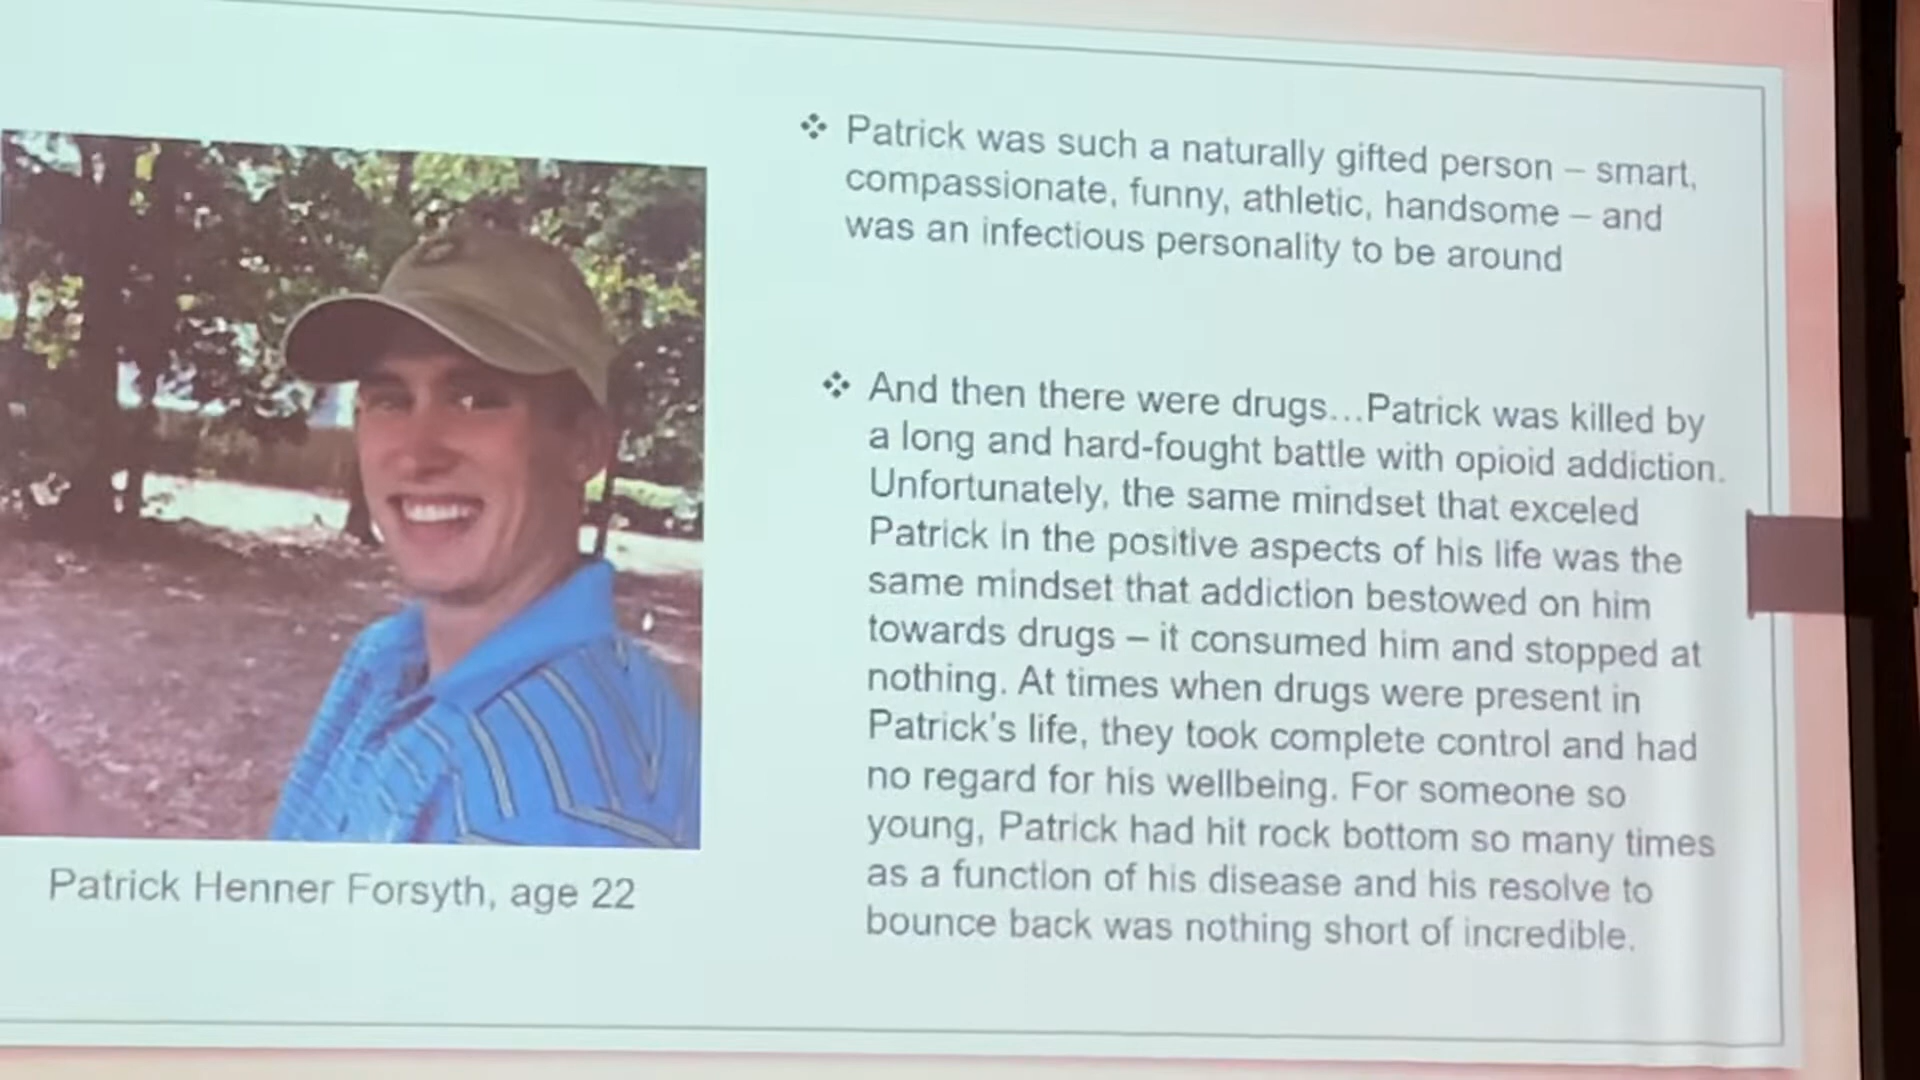 ❖ Patrick was such a naturally gifted person – smart,
compassionate, funny, athletic, handsome – and
was an infectious personality to be around
❖ And then there were drugs...Patrick was killed by
a long and hard-fought battle with opioid addiction.
Unfortunately, the same mindset that exceled
Patrick in the positive aspects of his life was the
same mindset that addiction bestowed on him
towards drugs – it consumed him and stopped at
nothing. At times when drugs were present in
Patrick's life, they took complete control and had
no regard for his wellbeing. For someone so
young, Patrick had hit rock bottom so many times
as a function of his disease and his resolve to
bounce back was nothing short of incredible.
Patrick Henner Forsyth, age 22